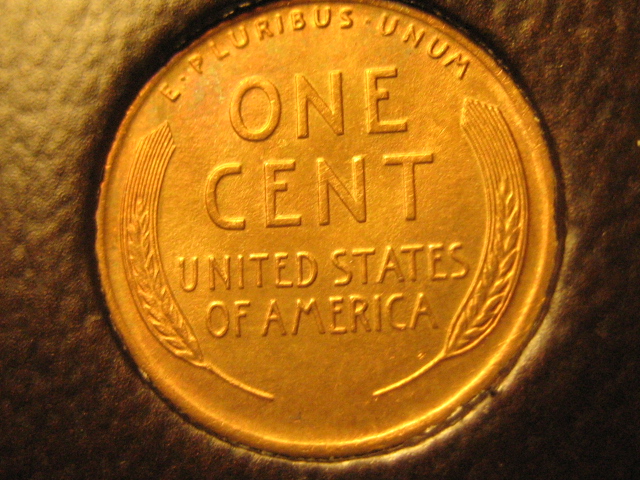 E·PLURIBUS·UNUM
ONE
CENT
UNITED STATES
OF AMERICA